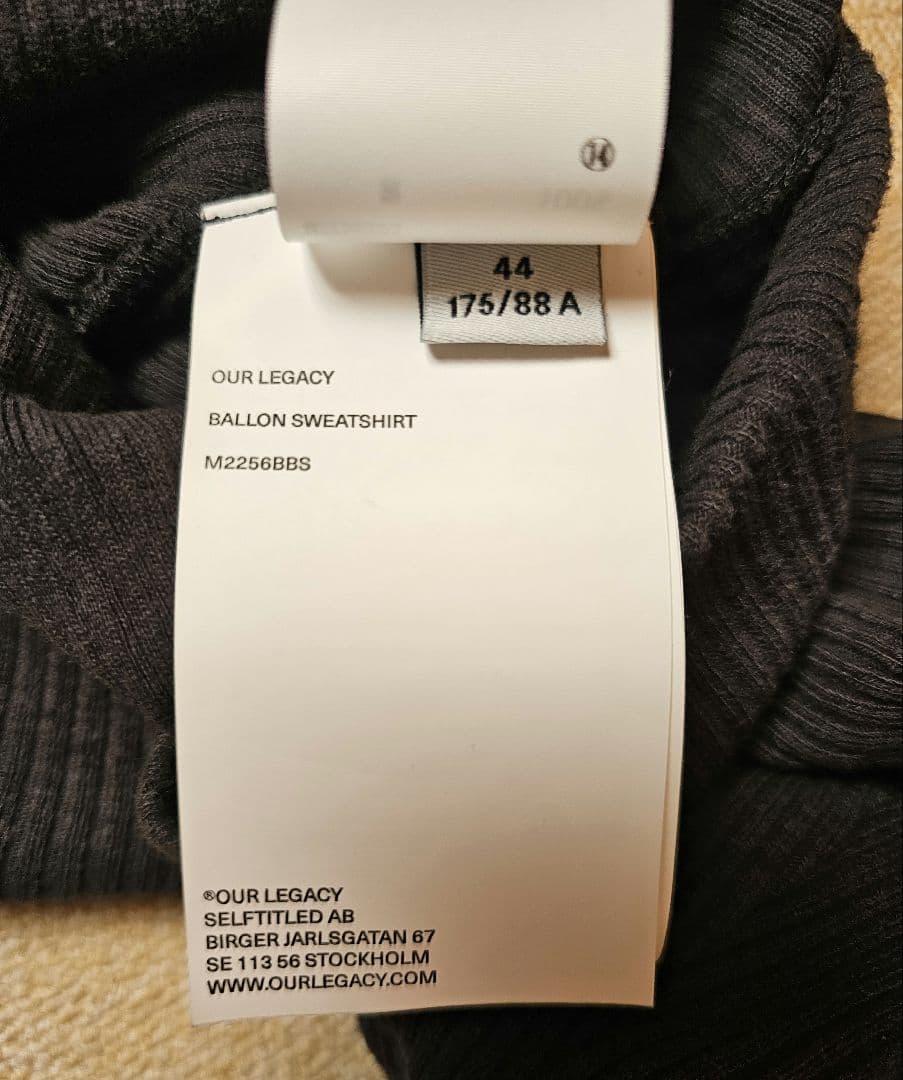 44
175/88 A
OUR LEGACY
BALLON SWEATSHIRT
M2256BBS
®OUR LEGACY
SELFTITLED AB
BIRGER JARLSGATAN 67
SE 113 56 STOCKHOLM
WWW.OURLEGACY.COM